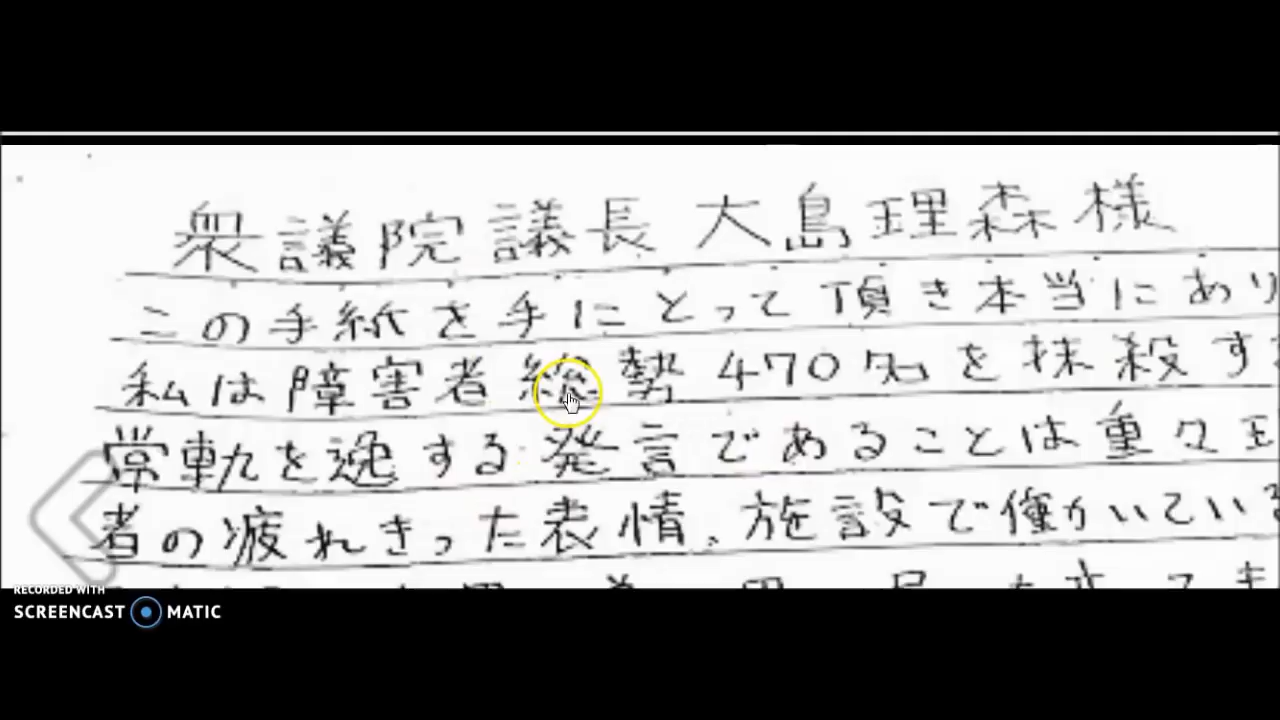 衆議院議長大島理森様
この手紙を手にとって頂き本当にあり
私は障害者総勢470名を抹殺す
常軌を逸する発言であることは重々
者の疲れきった表情、施設で働いている
RECORDED WITH
SCREENCAST MATIC